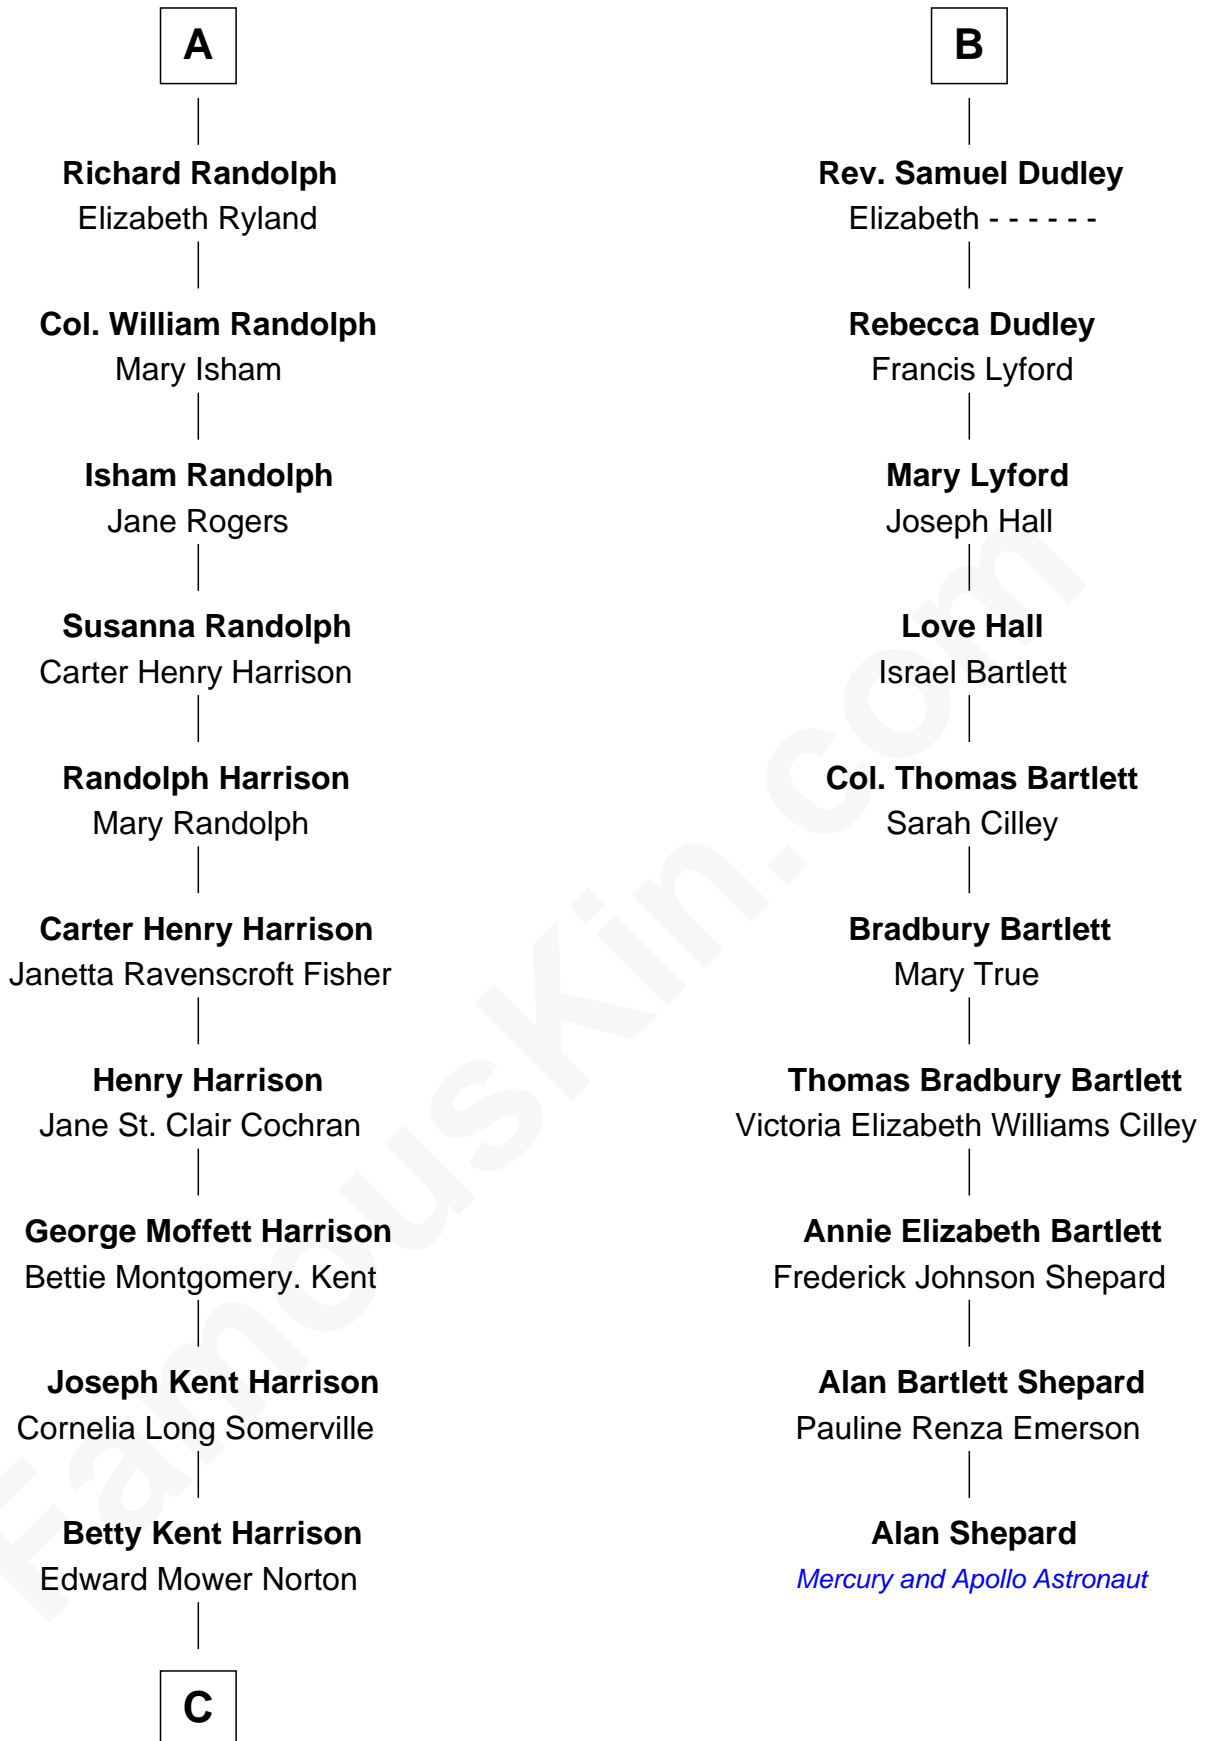 A
Richard Randolph
Elizabeth Ryland
Col. William Randolph
Mary Isham
Isham Randolph
Jane Rogers
Susanna Randolph
Carter Henry Harrison
Randolph Harrison
Mary Randolph
Carter Henry Harrison
Janetta Ravenscroft Fisher
Henry Harrison
Jane St. Clair Cochran
George Moffett Harrison
Bettie Montgomery. Kent
Joseph Kent Harrison
Cornelia Long Somerville
Betty Kent Harrison
Edward Mower Norton
C
B
Rev. Samuel Dudley
Elizabeth - - - - - -
Rebecca Dudley
Francis Lyford
Mary Lyford
Joseph Hall
Love Hall
Israel Bartlett
Col. Thomas Bartlett
Sarah Cilley
Bradbury Bartlett
Mary True
Thomas Bradbury Bartlett
Victoria Elizabeth Williams Cilley
Annie Elizabeth Bartlett
Frederick Johnson Shepard
Alan Bartlett Shepard
Pauline Renza Emerson
Alan Shepard
Mercury and Apollo Astronaut
FamousKin.com